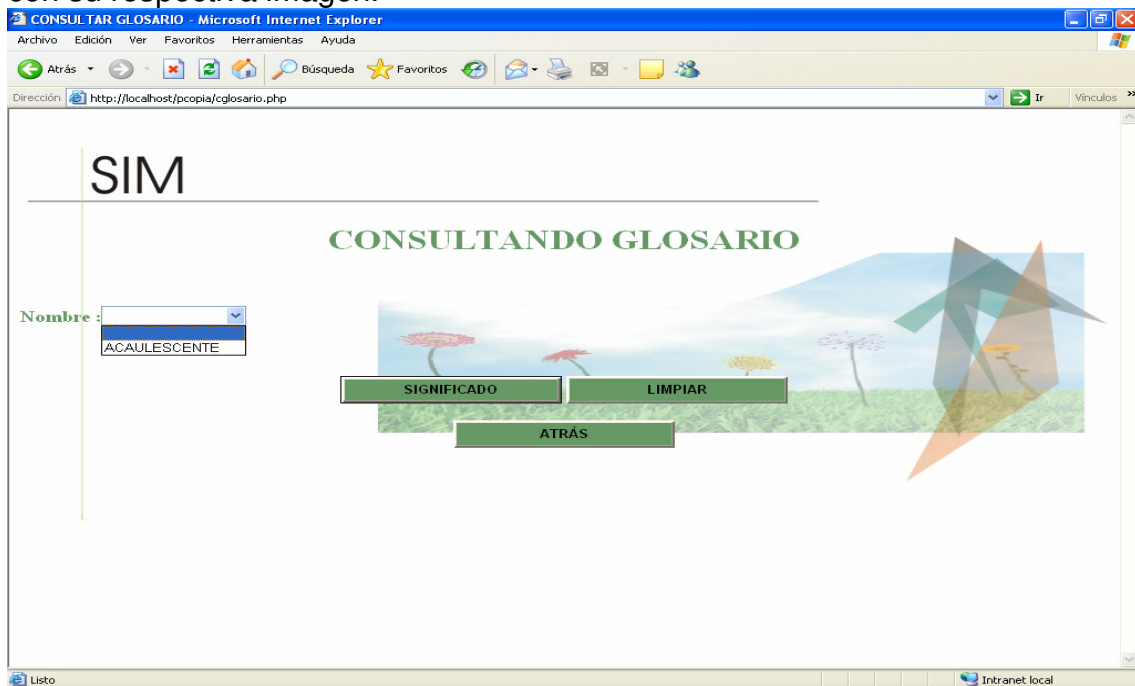 con su respectiva imagen.
CONSULTAR GLOSARIO - Microsoft Internet Explorer
Archivo Edición Ver Favoritos Herramientas Ayuda
Atrás Búsqueda Favoritos
Dirección http://localhost/pcopia/cglosario.php Ir Vínculos »
SIM
CONSULTANDO GLOSARIO
Nombre :
ACAULESCENTE
SIGNIFICADO LIMPIAR
ATRÁS
Listo Intranet local